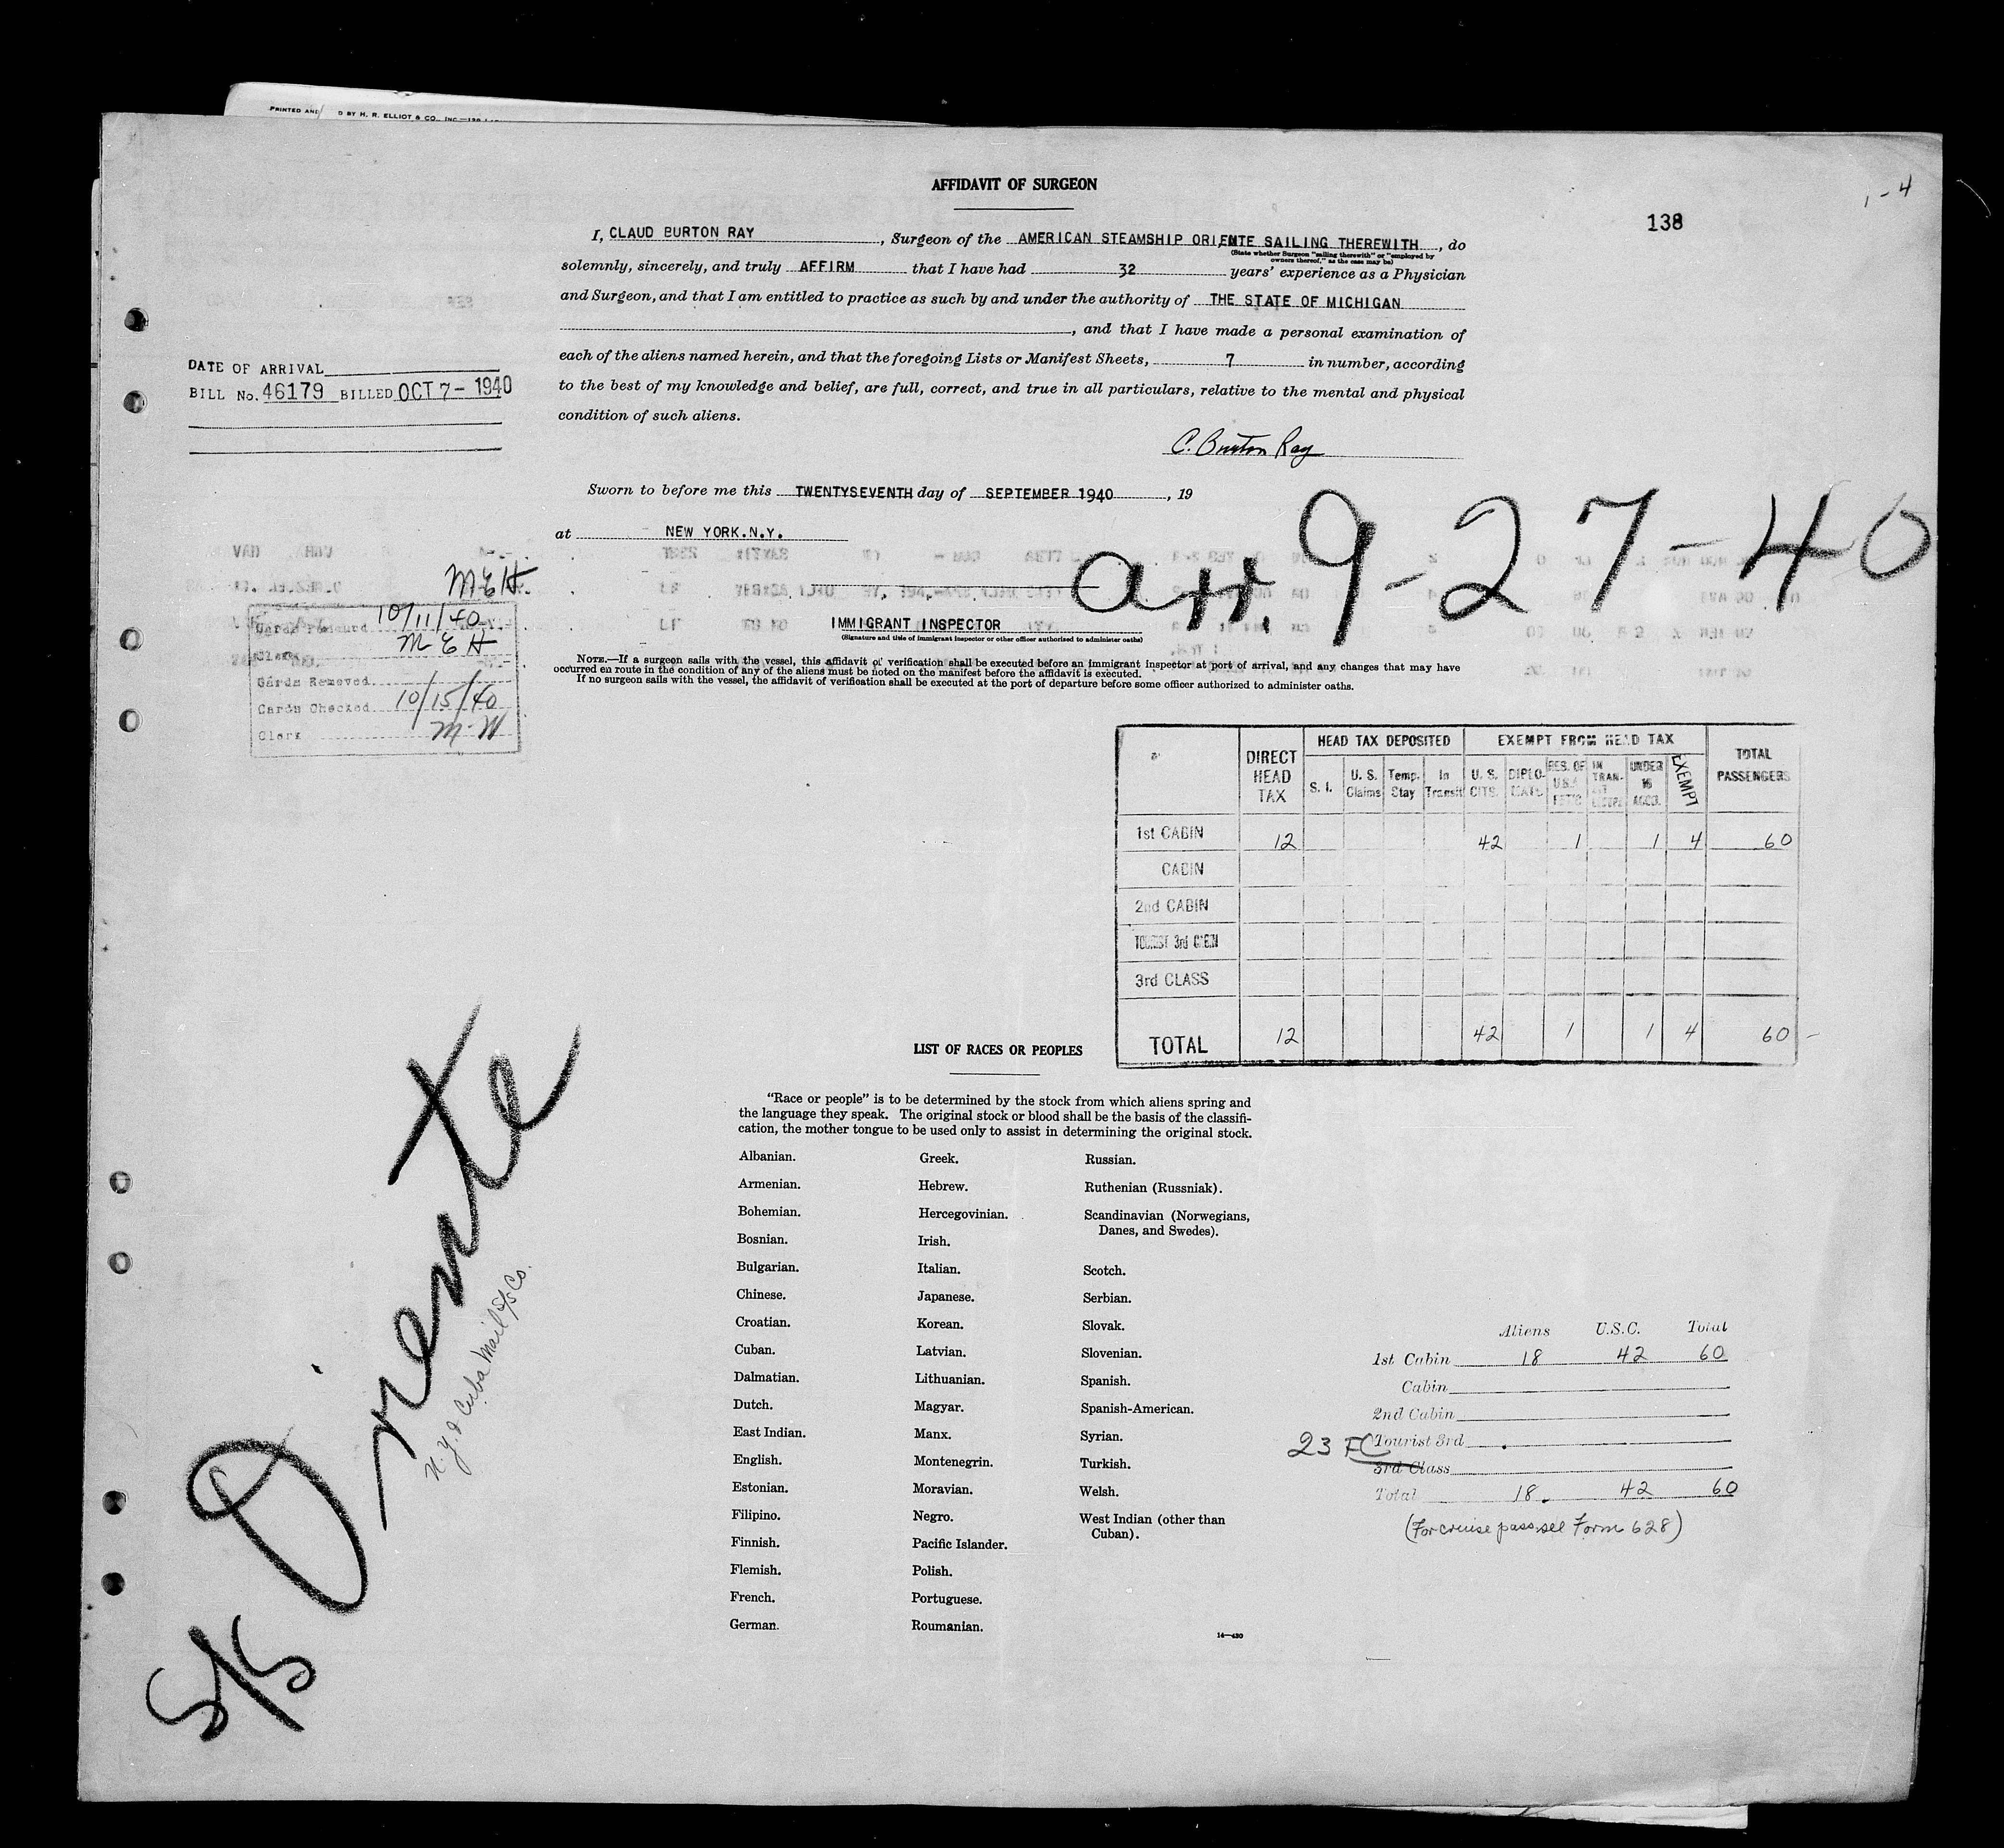 PRINTED AND D BY H. R. ELLIOT & CO., INC.
1-4
138
AFFIDAVIT OF SURGEON
I, CLAUD BURTON RAY, Surgeon of the AMERICAN STEAMSHIP ORIENTE SAILING THEREWITH, do
(State whether Surgeon "sailing therewith" or "employed by
owners thereof," as the case may be)
solemnly, sincerely, and truly AFFIRM that I have had 32 years' experience as a Physician
and Surgeon, and that I am entitled to practice as such by and under the authority of THE STATE OF MICHIGAN
, and that I have made a personal examination of
each of the aliens named herein, and that the foregoing Lists or Manifest Sheets, 7 in number, according
to the best of my knowledge and belief, are full, correct, and true in all particulars, relative to the mental and physical
condition of such aliens.
C. Burton Ray
Sworn to before me this TWENTYSEVENTH day of SEPTEMBER 1940, 19
at NEW YORK.N.Y.
arr. 9-27-40
IMMIGRANT INSPECTOR
(Signature and title of immigrant inspector or other officer authorized to administer oaths)
NOTE.—If a surgeon sails with the vessel, this affidavit of verification shall be executed before an immigrant inspector at port of arrival, and any changes that may have
occurred en route in the condition of any of the aliens must be noted on the manifest before the affidavit is executed.
If no surgeon sails with the vessel, the affidavit of verification shall be executed at the port of departure before some officer authorized to administer oaths.
DATE OF ARRIVAL
BILL No. 46179 BILLED OCT 7- 1940
M E H.
10/11/40
Clerk M E H
Cards Removed
Cards Checked 10/15/40
Clerk M-W
DIRECT HEAD TAX
HEAD TAX DEPOSITED
EXEMPT FROM HEAD TAX
TOTAL PASSENGERS
S. I. U. S. Claims Temp. Stay In Transit U. S. CITS. DIPLO- RES. OF U.S.A. IN TRAN- UNDER 16 ACCD. EXEMPT
1st CABIN 12 42 1 1 4 60
CABIN
2nd CABIN
TOURIST 3rd CABIN
3rd CLASS
TOTAL 12 42 1 1 4 60 -
LIST OF RACES OR PEOPLES
"Race or people" is to be determined by the stock from which aliens spring and
the language they speak. The original stock or blood shall be the basis of the classifi-
cation, the mother tongue to be used only to assist in determining the original stock.
Albanian.
Armenian.
Bohemian.
Bosnian.
Bulgarian.
Chinese.
Croatian.
Cuban.
Dalmatian.
Dutch.
East Indian.
English.
Estonian.
Filipino.
Finnish.
Flemish.
French.
German.
Greek.
Hebrew.
Hercegovinian.
Irish.
Italian.
Japanese.
Korean.
Latvian.
Lithuanian.
Magyar.
Manx.
Montenegrin.
Moravian.
Negro.
Pacific Islander.
Polish.
Portuguese.
Roumanian.
Russian.
Ruthenian (Russniak).
Scandinavian (Norwegians,
Danes, and Swedes).
Scotch.
Serbian.
Slovak.
Slovenian.
Spanish.
Spanish-American.
Syrian.
Turkish.
Welsh.
West Indian (other than
Cuban).
14—430
S/S Oriente
N. Y. & Cuba Mail S/S Co.
Aliens U.S.C. Total
1st Cabin 18 42 60
Cabin
2nd Cabin
Tourist 3rd
23 FC
3rd Class
Total 18. 42 60
(For cruise pass. see Form 628)